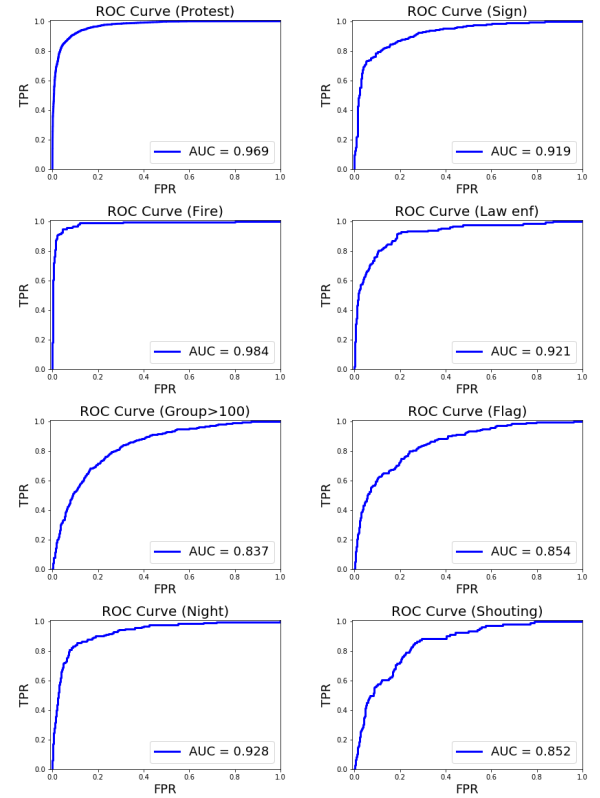 ROC Curve (Protest)
1.0
0.8
0.6
0.4
0.2
0.0
TPR
AUC = 0.969
0.0 0.2 0.4 0.6 0.8 1.0
FPR
ROC Curve (Sign)
1.0
0.8
0.6
0.4
0.2
0.0
TPR
AUC = 0.919
0.0 0.2 0.4 0.6 0.8 1.0
FPR
ROC Curve (Fire)
1.0
0.8
0.6
0.4
0.2
0.0
TPR
AUC = 0.984
0.0 0.2 0.4 0.6 0.8 1.0
FPR
ROC Curve (Law enf)
1.0
0.8
0.6
0.4
0.2
0.0
TPR
AUC = 0.921
0.0 0.2 0.4 0.6 0.8 1.0
FPR
ROC Curve (Group>100)
1.0
0.8
0.6
0.4
0.2
0.0
TPR
AUC = 0.837
0.0 0.2 0.4 0.6 0.8 1.0
FPR
ROC Curve (Flag)
1.0
0.8
0.6
0.4
0.2
0.0
TPR
AUC = 0.854
0.0 0.2 0.4 0.6 0.8 1.0
FPR
ROC Curve (Night)
1.0
0.8
0.6
0.4
0.2
0.0
TPR
AUC = 0.928
0.0 0.2 0.4 0.6 0.8 1.0
FPR
ROC Curve (Shouting)
1.0
0.8
0.6
0.4
0.2
0.0
TPR
AUC = 0.852
0.0 0.2 0.4 0.6 0.8 1.0
FPR